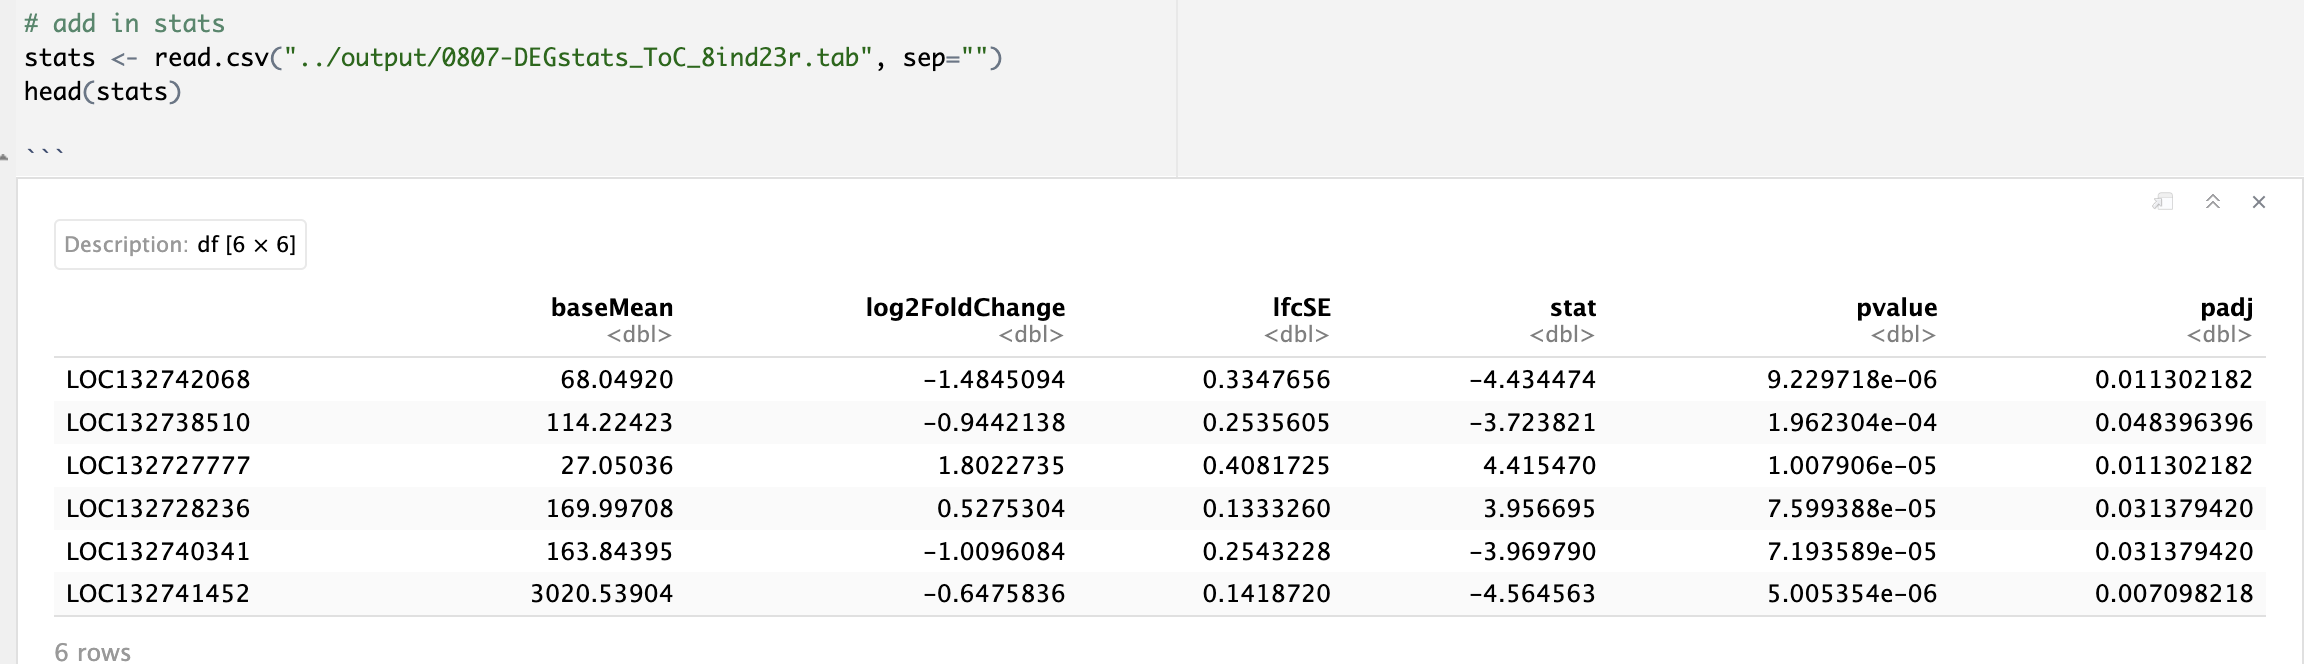 # add in stats
stats <- read.csv("../output/0807-DEGstats_ToC_8ind23r.tab", sep="")
head(stats)
```
Description: df [6 × 6]
baseMean log2FoldChange lfcSE stat pvalue padj
<dbl> <dbl> <dbl> <dbl> <dbl> <dbl>
LOC132742068 68.04920 -1.4845094 0.3347656 -4.434474 9.229718e-06 0.011302182
LOC132738510 114.22423 -0.9442138 0.2535605 -3.723821 1.962304e-04 0.048396396
LOC132727777 27.05036 1.8022735 0.4081725 4.415470 1.007906e-05 0.011302182
LOC132728236 169.99708 0.5275304 0.1333260 3.956695 7.599388e-05 0.031379420
LOC132740341 163.84395 -1.0096084 0.2543228 -3.969790 7.193589e-05 0.031379420
LOC132741452 3020.53904 -0.6475836 0.1418720 -4.564563 5.005354e-06 0.007098218
6 rows